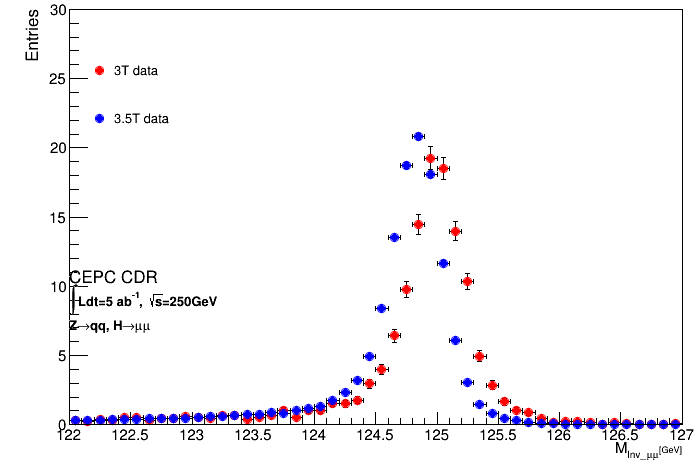 Entries
30
25
20
15
10
5
0
3T data
3.5T data
CEPC CDR
∫Ldt=5 ab⁻¹, √s=250GeV
Z→qq, H→μμ
122 122.5 123 123.5 124 124.5 125 125.5 126 126.5 127
M_inv_μμ[GeV]